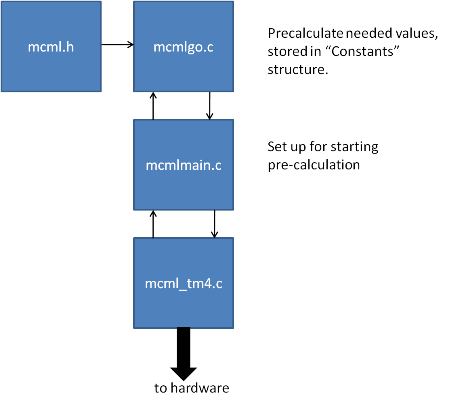 mcml.h
mcmlgo.c
Precalculate needed values,
stored in “Constants”
structure.
mcmlmain.c
Set up for starting
pre-calculation
mcml_tm4.c
to hardware